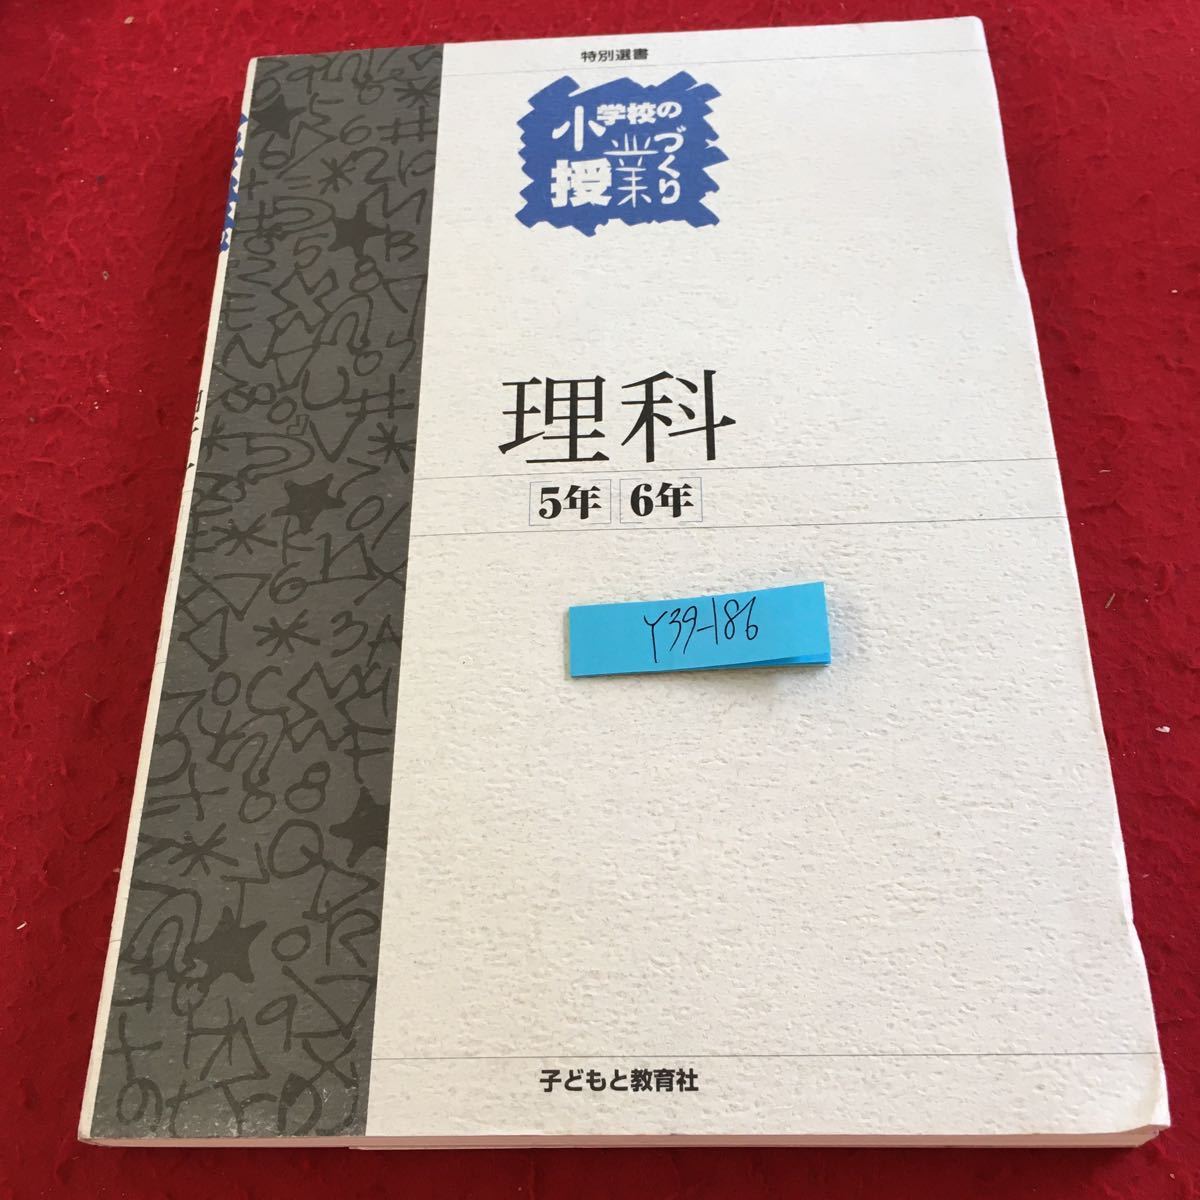 特別選書
小学校の
授業づくり
理科
5年 6年
Y39-186
子どもと教育社